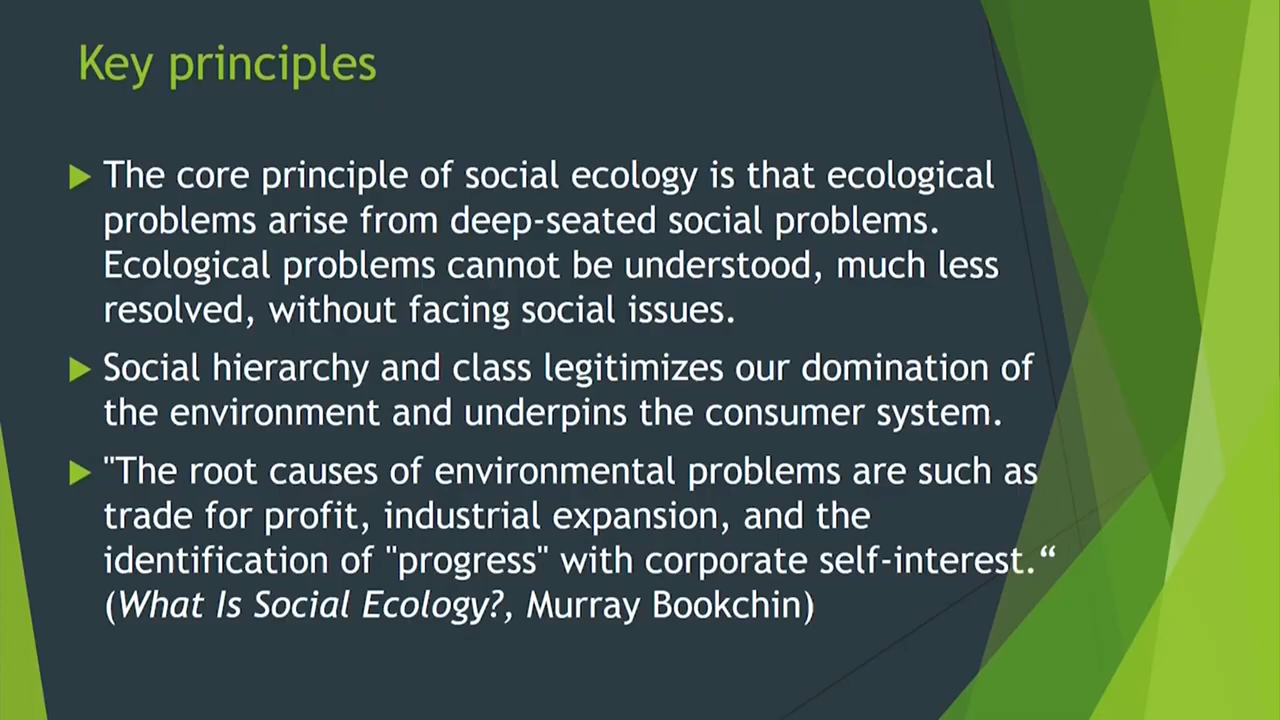 Key principles
The core principle of social ecology is that ecological
problems arise from deep-seated social problems.
Ecological problems cannot be understood, much less
resolved, without facing social issues.
Social hierarchy and class legitimizes our domination of
the environment and underpins the consumer system.
"The root causes of environmental problems are such as
trade for profit, industrial expansion, and the
identification of "progress" with corporate self-interest.“
(What Is Social Ecology?, Murray Bookchin)